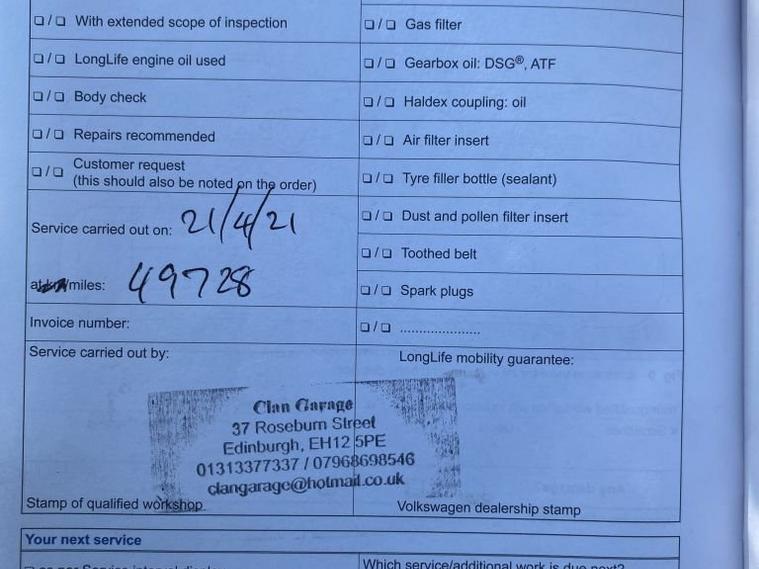 ❏/❏ With extended scope of inspection
❏/❏ LongLife engine oil used
❏/❏ Body check
❏/❏ Repairs recommended
❏/❏ Customer request
(this should also be noted on the order)
Service carried out on: 21/4/21
at km/miles: 49728
Invoice number:
Service carried out by:
❏/❏ Gas filter
❏/❏ Gearbox oil: DSG®, ATF
❏/❏ Haldex coupling: oil
❏/❏ Air filter insert
❏/❏ Tyre filler bottle (sealant)
❏/❏ Dust and pollen filter insert
❏/❏ Toothed belt
❏/❏ Spark plugs
❏/❏ .....................
LongLife mobility guarantee:
Clan Garage
37 Roseburn Street
Edinburgh, EH12 5PE
01313377337 / 07968698546
clangarage@hotmail.co.uk
Stamp of qualified workshop
Volkswagen dealership stamp
Your next service
Which service/additional work is due next?